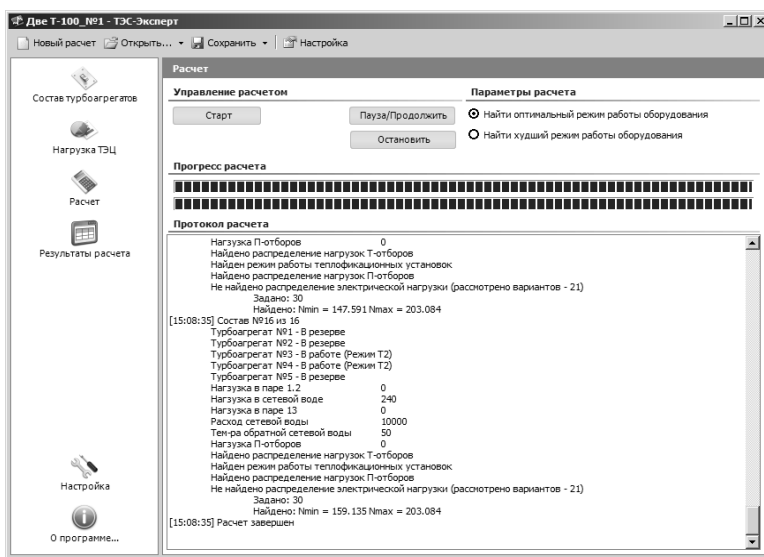 Две Т-100_№1 - ТЭС-Эксперт
Новый расчет Открыть... Сохранить Настройка
Состав турбоагрегатов
Нагрузка ТЭЦ
Расчет
Результаты расчета
Настройка
О программе...
Расчет
Управление расчетом
Старт
Пауза/Продолжить
Остановить
Параметры расчета
Найти оптимальный режим работы оборудования
Найти худший режим работы оборудования
Прогресс расчета
Протокол расчета
Нагзузка П-отборов 0
Найдено распределение нагрузок Т-отборов
Найден режим работы теплофикационных установок
Найдено распределение нагрузок П-отборов
Не найдено распределение электрической нагрузки (рассмотрено вариантов - 21)
Задано: 30
Найдено: Nmin = 147.591 Nmax = 203.084
[15:08:35] Состав №16 из 16
Турбоагрегат №1 - В резерве
Турбоагрегат №2 - В резерве
Турбоагрегат №3 - В работе (Режим Т2)
Турбоагрегат №4 - В работе (Режим Т2)
Турбоагрегат №5 - В резерве
Нагзузка в паре 1.2 0
Нагзузка в сетевой воде 240
Нагзузка в паре 13 0
Расход сетевой воды 10000
Тем-ра обратной сетевой воды 50
Нагзузка П-отборов 0
Найдено распределение нагрузок Т-отборов
Найден режим работы теплофикационных установок
Найдено распределение нагрузок П-отборов
Не найдено распределение электрической нагрузки (рассмотрено вариантов - 21)
Задано: 30
Найдено: Nmin = 159.135 Nmax = 203.084
[15:08:35] Расчет завершен